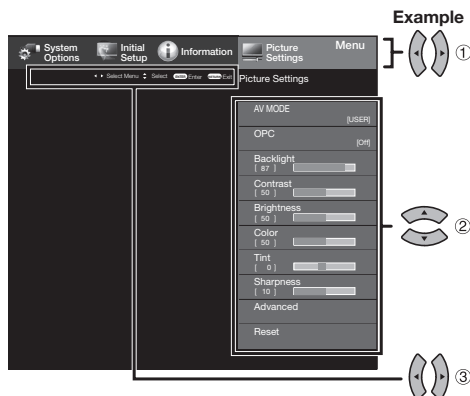 Example
System Options
Initial Setup
Information
Picture Settings
Menu
①
Select Menu Select ENTER Enter RETURN Exit
Picture Settings
AV MODE
[USER]
OPC
[Off]
Backlight
[ 87 ]
Contrast
[ 50 ]
Brightness
[ 50 ]
Color
[ 50 ]
②
Tint
[ 0 ]
Sharpness
[ 10 ]
Advanced
Reset
③